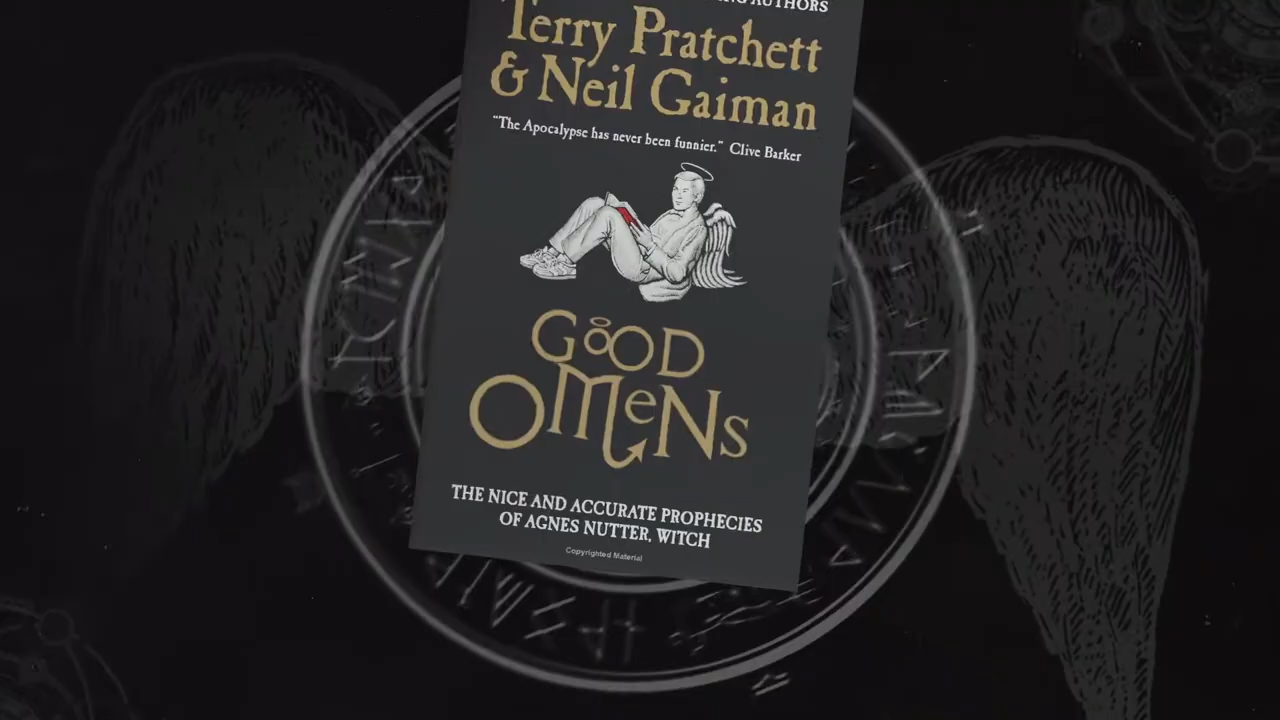 AUTHORS
Terry Pratchett
& Neil Gaiman
"The Apocalypse has never been funnier." Clive Barker
GOOD
OMENS
THE NICE AND ACCURATE PROPHECIES
OF AGNES NUTTER, WITCH
Copyrighted Material